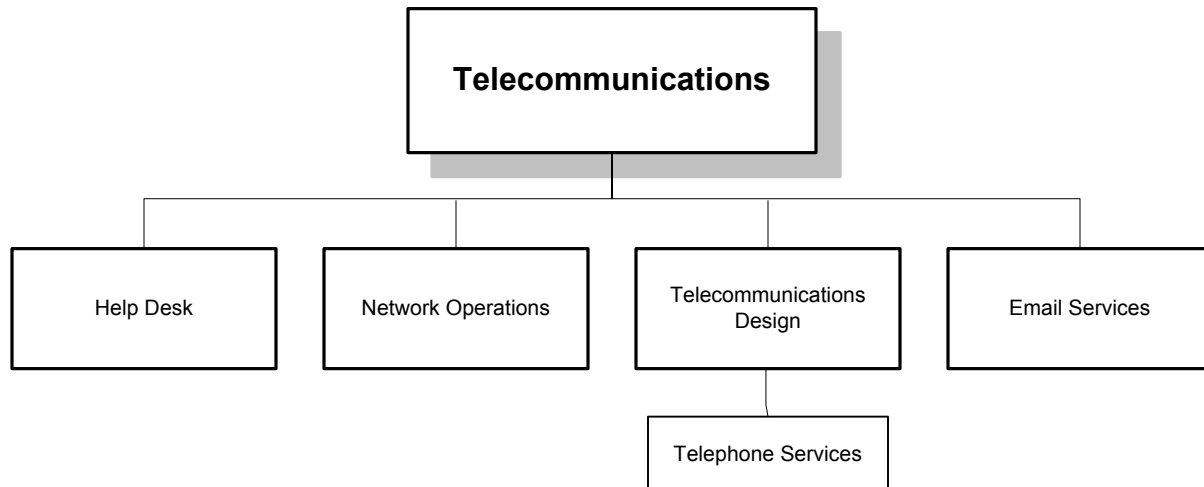 Telecommunications
Help Desk
Network Operations
Telecommunications
Design
Email Services
Telephone Services